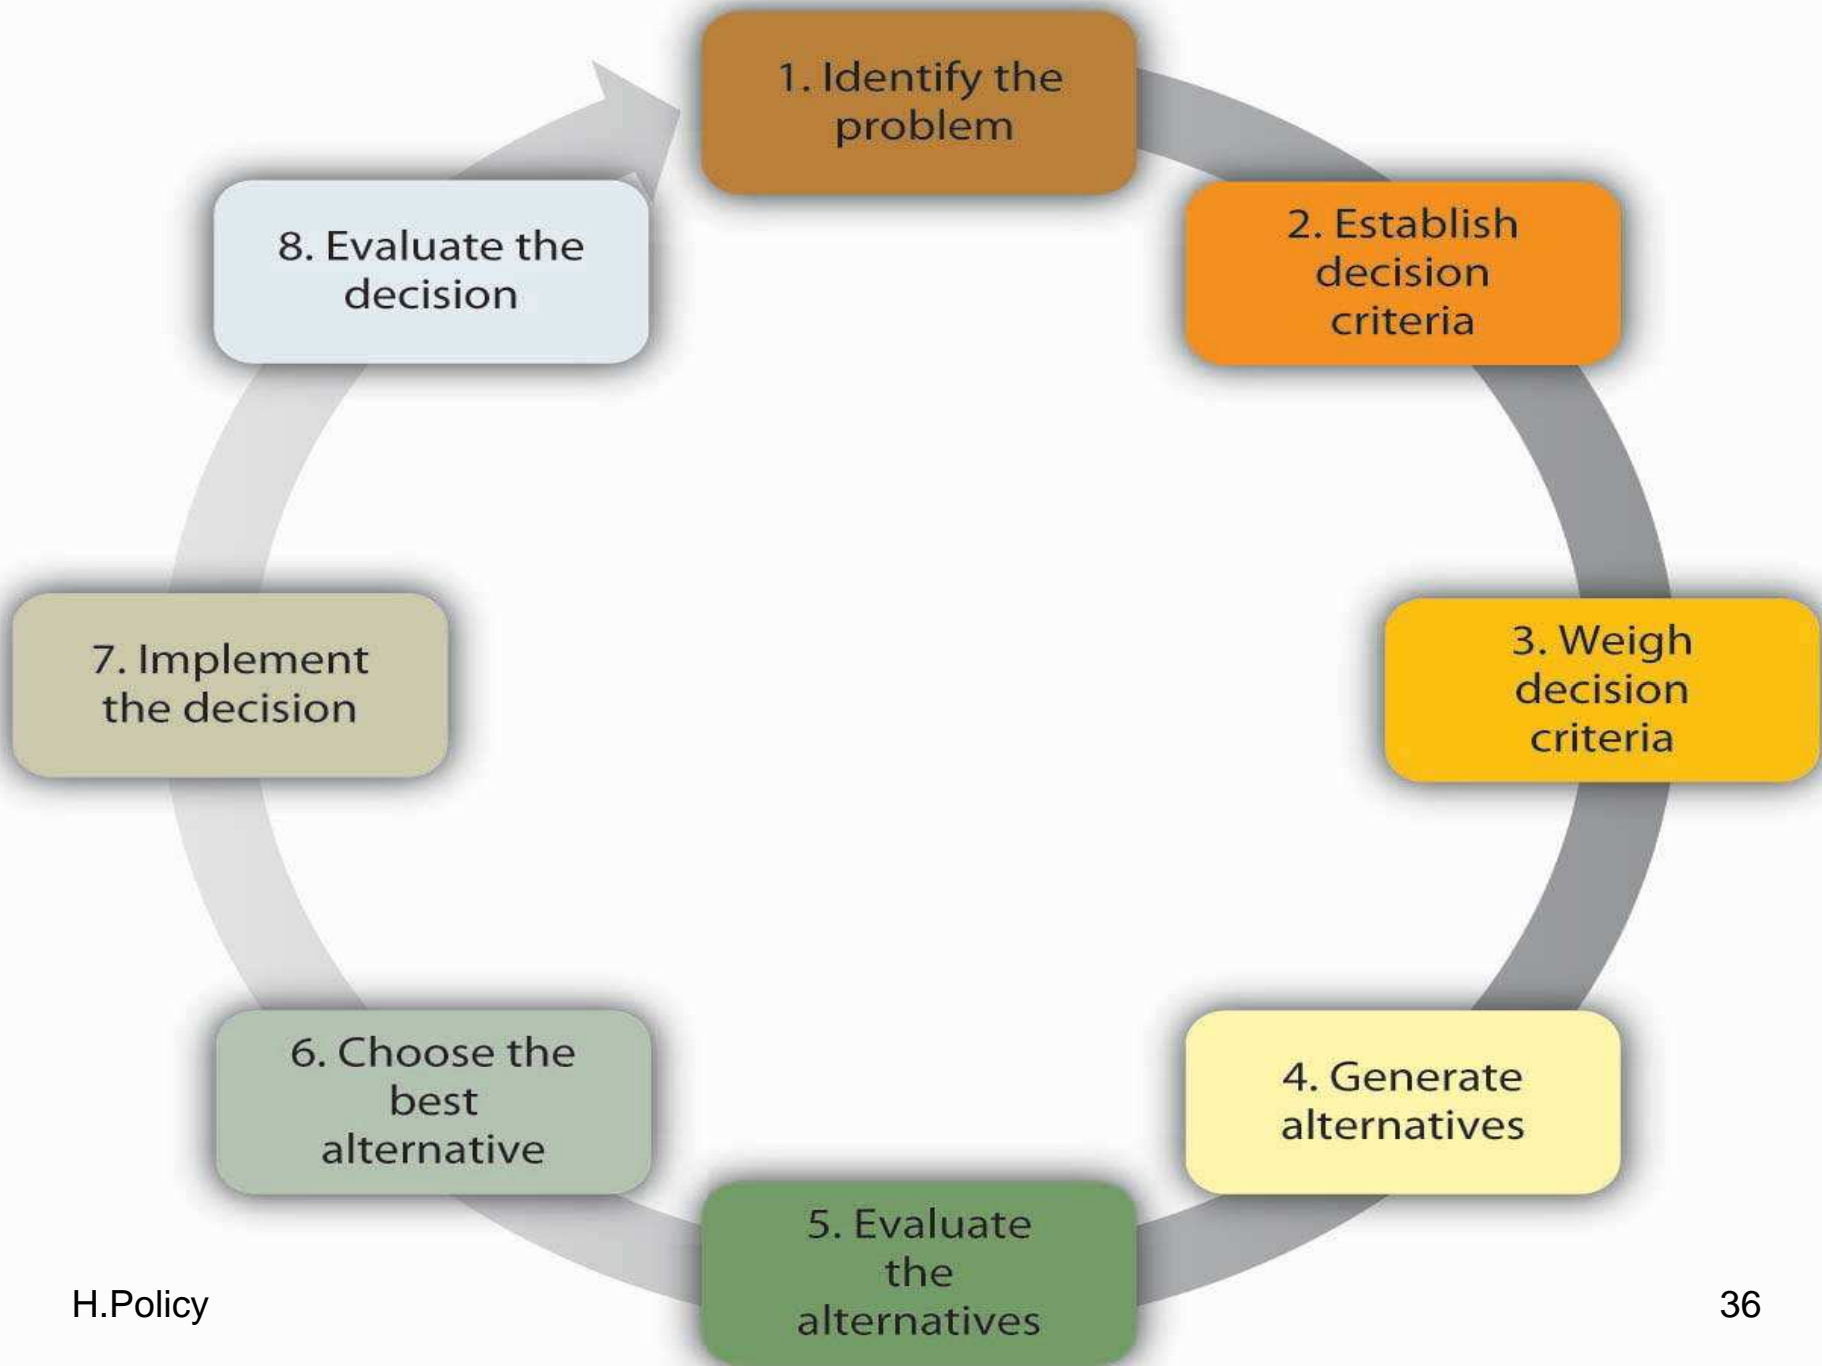 1. Identify the
problem
2. Establish
decision
criteria
3. Weigh
decision
criteria
4. Generate
alternatives
5. Evaluate
the
alternatives
6. Choose the
best
alternative
7. Implement
the decision
8. Evaluate the
decision
H.Policy
36